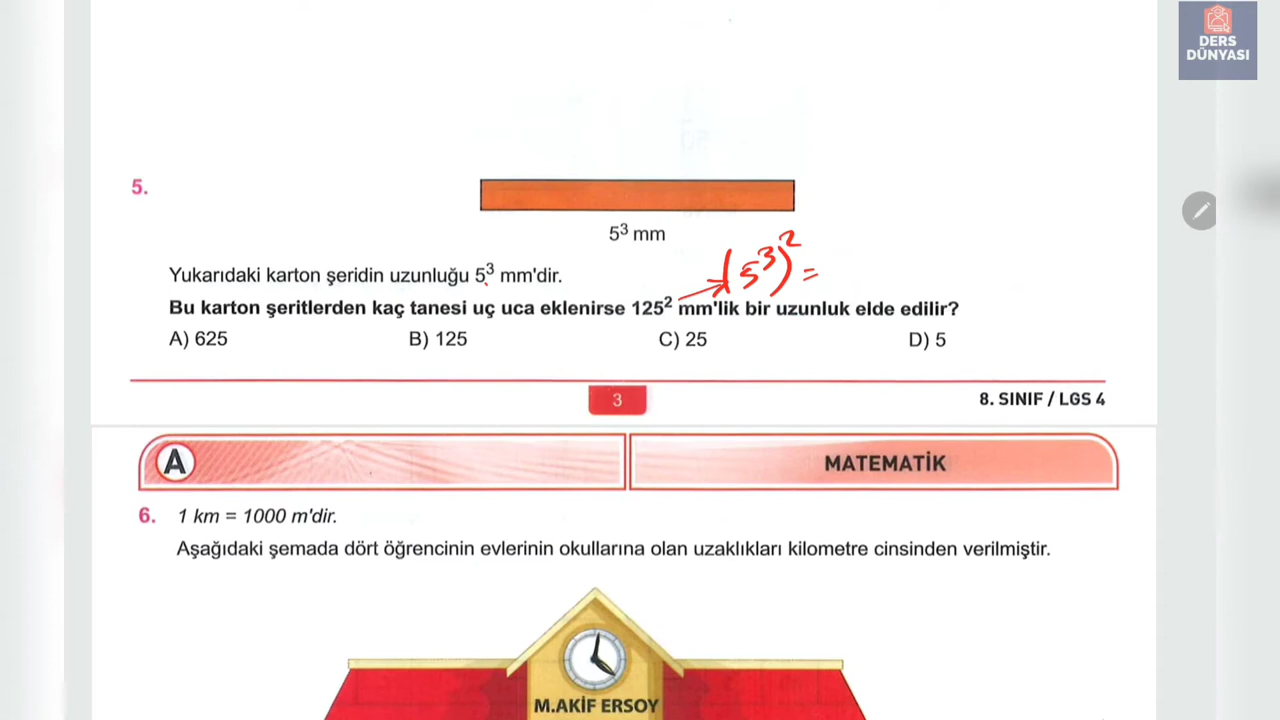 DERS
DÜNYASI
5.
5³ mm
(5³)² =
Yukarıdaki karton şeridin uzunluğu 5³ mm'dir.
Bu karton şeritlerden kaç tanesi uç uca eklenirse 125² mm'lik bir uzunluk elde edilir?
A) 625 B) 125 C) 25 D) 5
3 8. SINIF / LGS 4
A MATEMATİK
6. 1 km = 1000 m'dir.
Aşağıdaki şemada dört öğrencinin evlerinin okullarına olan uzaklıkları kilometre cinsinden verilmiştir.
M.AKİF ERSOY